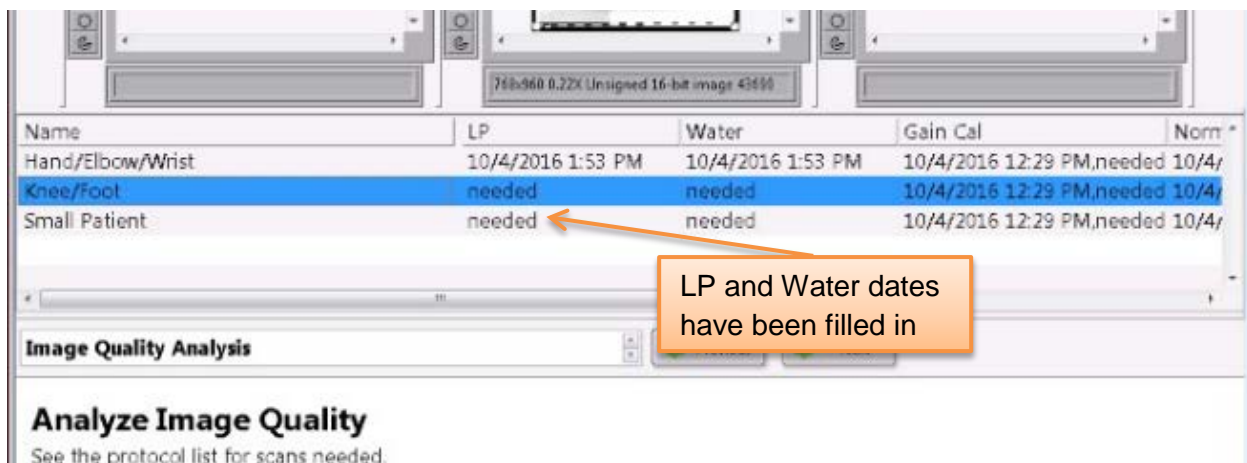 768x960 0.22X Unsigned 16-bit image 43690
Name LP Water Gain Cal Norm
Hand/Elbow/Wrist 10/4/2016 1:53 PM 10/4/2016 1:53 PM 10/4/2016 12:29 PM,needed 10/4/
Knee/Foot needed needed 10/4/2016 12:29 PM,needed 10/4/
Small Patient needed needed 10/4/2016 12:29 PM,needed 10/4/
LP and Water dates
have been filled in
Image Quality Analysis
Analyze Image Quality
See the protocol list for scans needed.